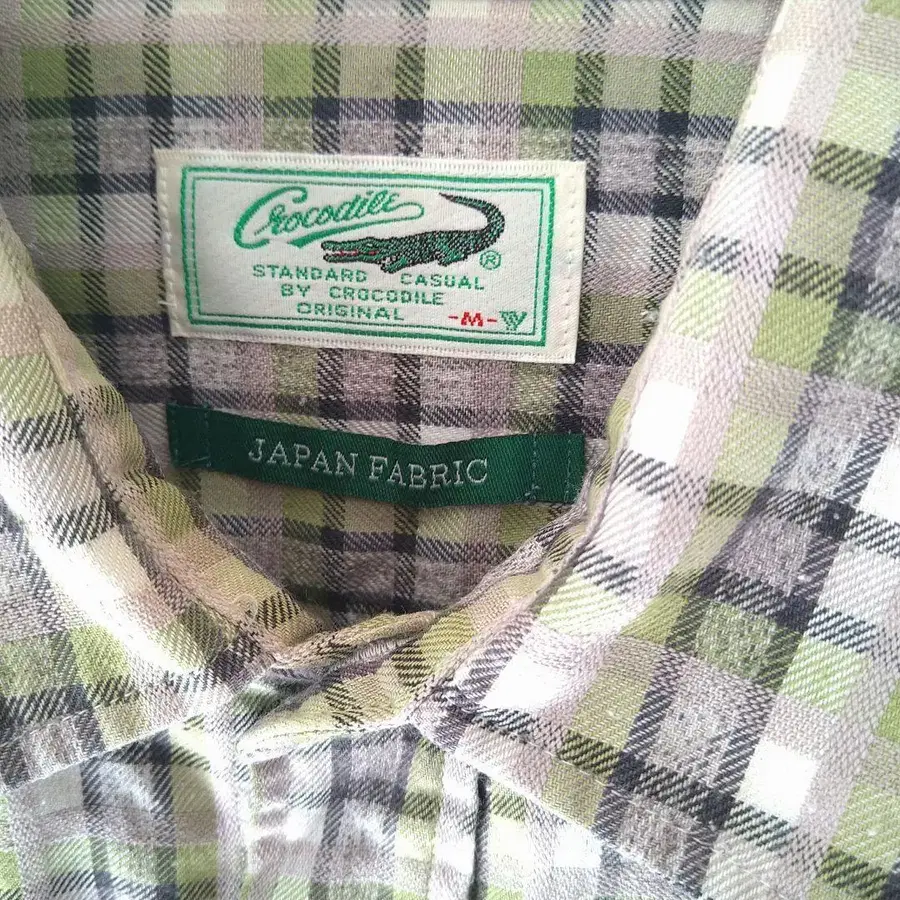 Crocodile
®
STANDARD CASUAL
BY CROCODILE
ORIGINAL -M-
JAPAN FABRIC